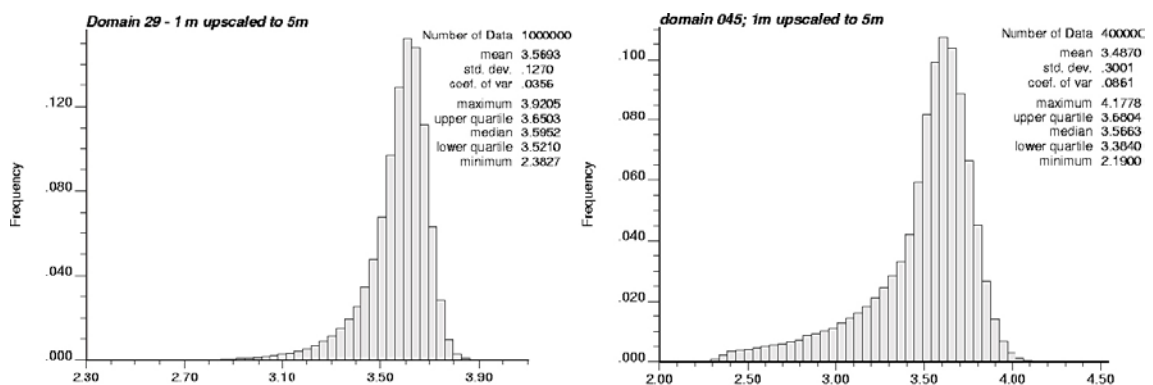 Domain 29 - 1 m upscaled to 5m
Number of Data 1000000
mean 3.5693
std. dev. .1270
coef. of var .0356
maximum 3.9205
upper quartile 3.6503
median 3.5952
lower quartile 3.5210
minimum 2.3827
Frequency
.120
.080
.040
.000
2.30 2.70 3.10 3.50 3.90
domain 045; 1m upscaled to 5m
Number of Data 40000
mean 3.4870
std. dev. .3001
coef. of var .0861
maximum 4.1778
upper quartile 3.6804
median 3.5663
lower quartile 3.3840
minimum 2.1900
Frequency
.100
.080
.060
.040
.020
.000
2.00 2.50 3.00 3.50 4.00 4.50